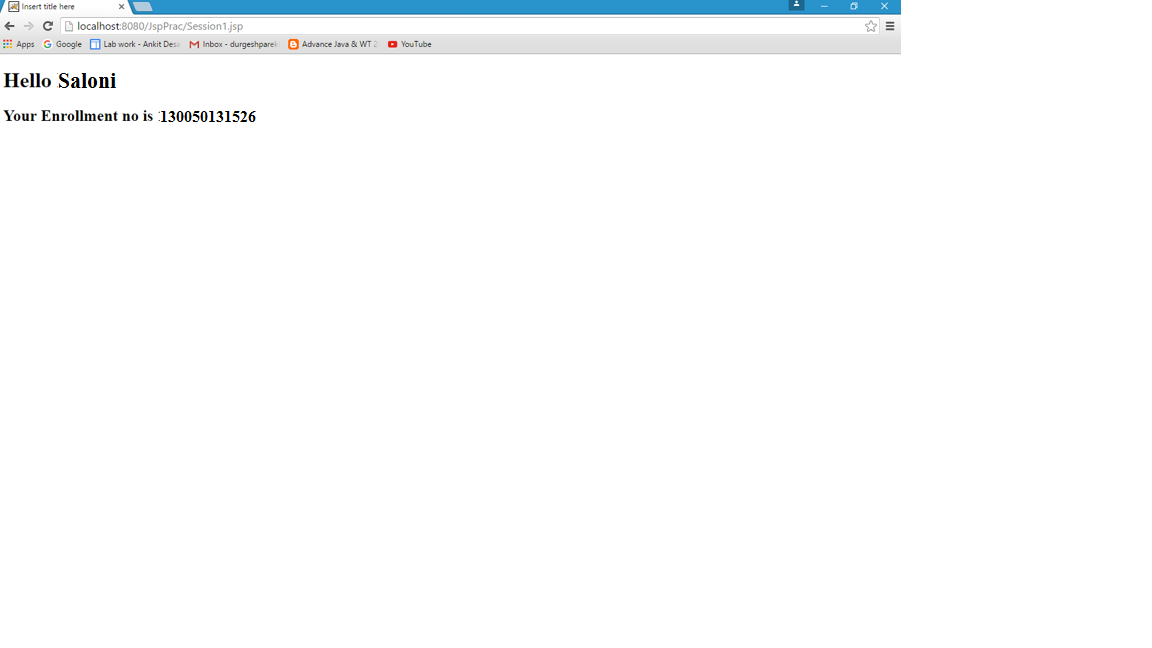 Insert title here
localhost:8080/JspPrac/Session1.jsp
Apps Google Lab work - Ankit Desa Inbox - durgeshparek Advance Java & WT 2 YouTube
Hello Saloni
Your Enrollment no is 130050131526